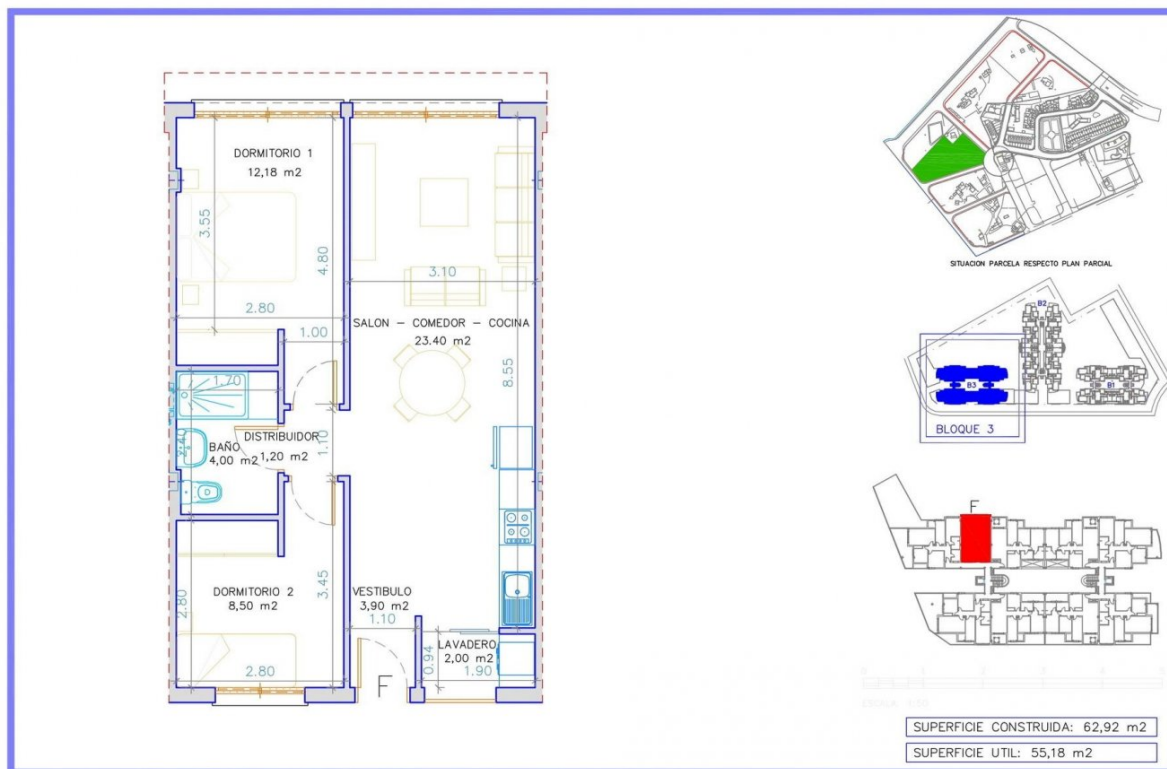 DORMITORIO 1
12,18 m2
3.55
4.80
2.80
1.00
3.10
SALON – COMEDOR – COCINA
23.40 m2
8.55
1.70
DISTRIBUIDOR
1,20 m2
1.10
BAÑO
4,00 m2
2.40
DORMITORIO 2
8,50 m2
2.80
3.45
2.80
VESTIBULO
3,90 m2
1.10
LAVADERO
2,00 m2
0.94
1.90
F
SITUACION PARCELA RESPECTO PLAN PARCIAL
B2
B3
B1
BLOQUE 3
F
SUPERFICIE CONSTRUIDA: 62,92 m2
SUPERFICIE UTIL: 55,18 m2